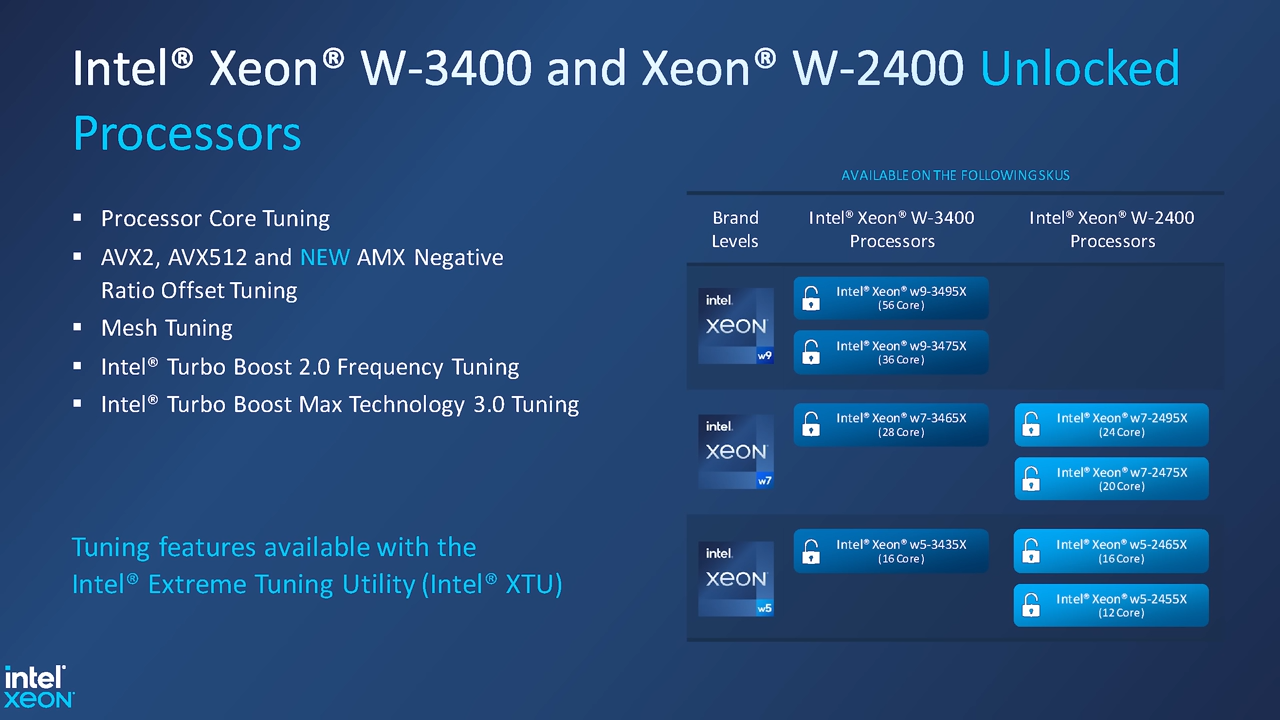 Intel® Xeon® W-3400 and Xeon® W-2400 Unlocked
Processors
▪ Processor Core Tuning
▪ AVX2, AVX512 and NEW AMX Negative
Ratio Offset Tuning
▪ Mesh Tuning
▪ Intel® Turbo Boost 2.0 Frequency Tuning
▪ Intel® Turbo Boost Max Technology 3.0 Tuning
Tuning features available with the
Intel® Extreme Tuning Utility (Intel® XTU)
AVAILABLE ON THE FOLLOWING SKUS
Brand
Levels
Intel® Xeon® W-3400
Processors
Intel® Xeon® W-2400
Processors
intel.
XEON
w9
Intel® Xeon® w9-3495X
(56 Core)
Intel® Xeon® w9-3475X
(36 Core)
intel.
XEON
w7
Intel® Xeon® w7-3465X
(28 Core)
Intel® Xeon® w7-2495X
(24 Core)
Intel® Xeon® w7-2475X
(20 Core)
intel.
XEON
w5
Intel® Xeon® w5-3435X
(16 Core)
Intel® Xeon® w5-2465X
(16 Core)
Intel® Xeon® w5-2455X
(12 Core)
intel
XEON